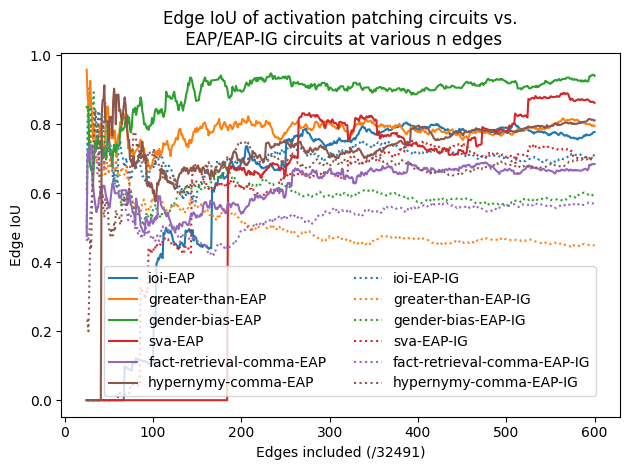 Edge IoU of activation patching circuits vs.
EAP/EAP-IG circuits at various n edges
Edge IoU
1.0
0.8
0.6
0.4
0.2
0.0
ioi-EAP
greater-than-EAP
gender-bias-EAP
sva-EAP
fact-retrieval-comma-EAP
hypernymy-comma-EAP
ioi-EAP-IG
greater-than-EAP-IG
gender-bias-EAP-IG
sva-EAP-IG
fact-retrieval-comma-EAP-IG
hypernymy-comma-EAP-IG
0 100 200 300 400 500 600
Edges included (/32491)